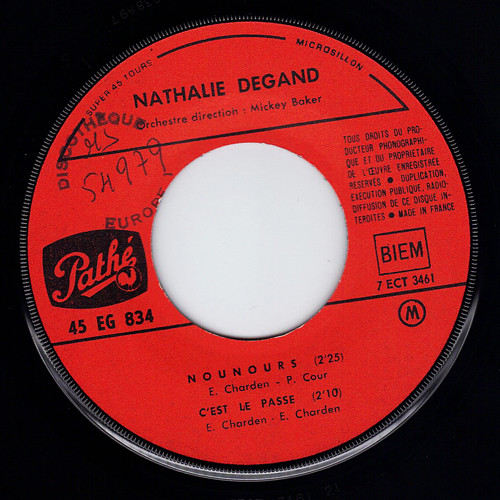 SUPER 45 TOURS
MICROSILLON
NATHALIE DEGAND
Orchestre direction : Mickey Baker
DISCOTHÈQUE
54979
EUROPE
TOUS DROITS DU PRO-
DUCTEUR PHONOGRAPHI-
QUE ET DU PROPRIETAIRE
DE L'ŒUVRE ENREGISTREE
RESERVES ● DUPLICATION,
EXECUTION PUBLIQUE, RADIO-
DIFFUSION DE CE DISQUE IN-
TERDITES ● MADE IN FRANCE
Pathé
45 EG 834
BIEM
7 ECT 3461
M
NOUNOURS (2'25)
E. Charden - P. Cour
C'EST LE PASSE (2'10)
E. Charden - E. Charden